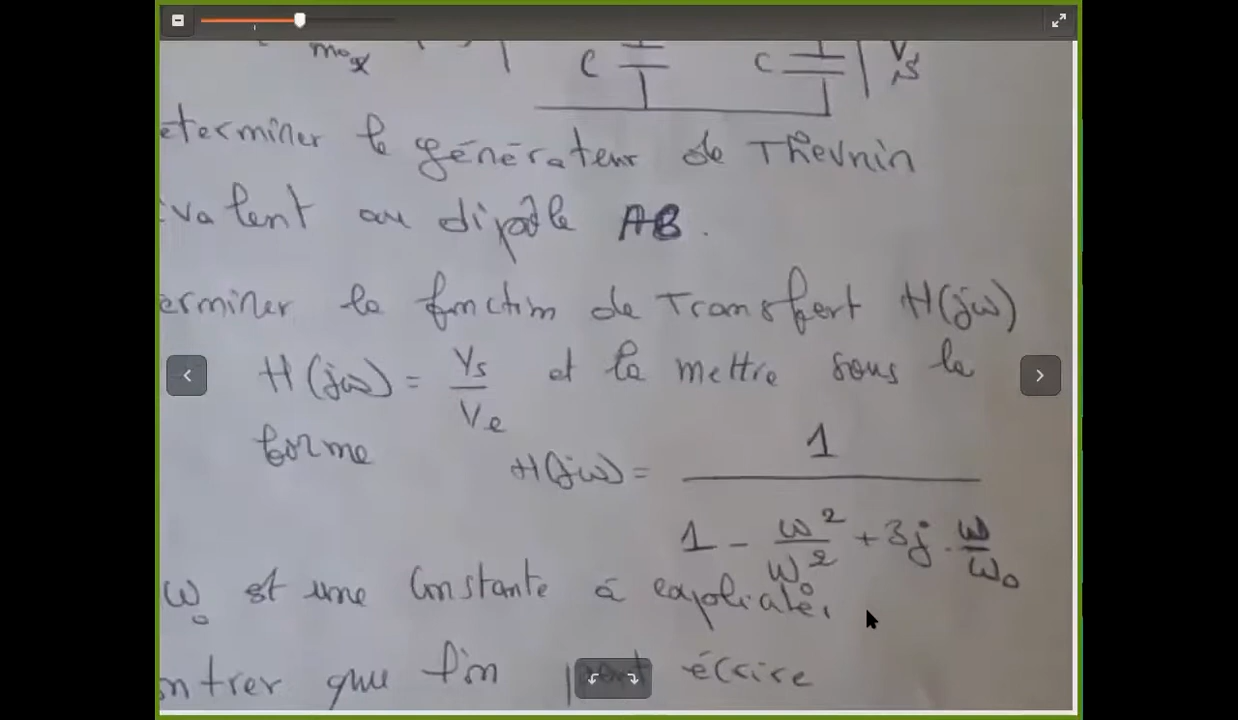 max C C Vs
éterminer le générateur de Thevnin
ivalent au dipôle AB.
erminer la fonction de Transfert H(jω)
H(jω) = Vs/Ve et la mettre sous la
forme H(jω) = 1/(1 - ω²/ω₀² + 3j·ω/ω₀)
ω₀ est une constante à expliciter
ntrer que l'on peut écrire